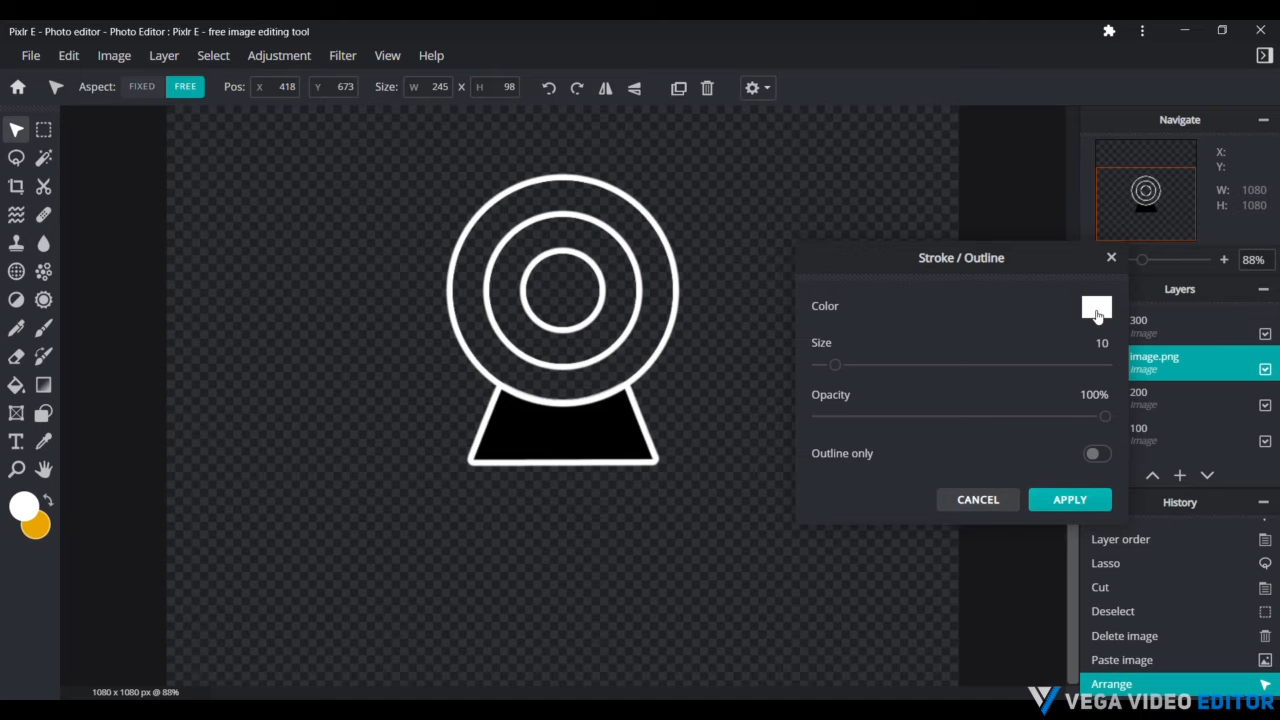 Pixlr E - Photo editor - Photo Editor : Pixlr E - free image editing tool
File Edit Image Layer Select Adjustment Filter View Help
Aspect: FIXED FREE Pos: X 418 Y 673 Size: W 245 X H 98
Navigate
X:
Y:
W: 1080
H: 1080
88%
Stroke / Outline
Color
Size 10
Opacity 100%
Outline only
CANCEL APPLY
Layers
300
Image
image.png
Image
200
Image
100
Image
History
Layer order
Lasso
Cut
Deselect
Delete image
Paste image
Arrange
1080 x 1080 px @ 88%
VEGA VIDEO EDITOR